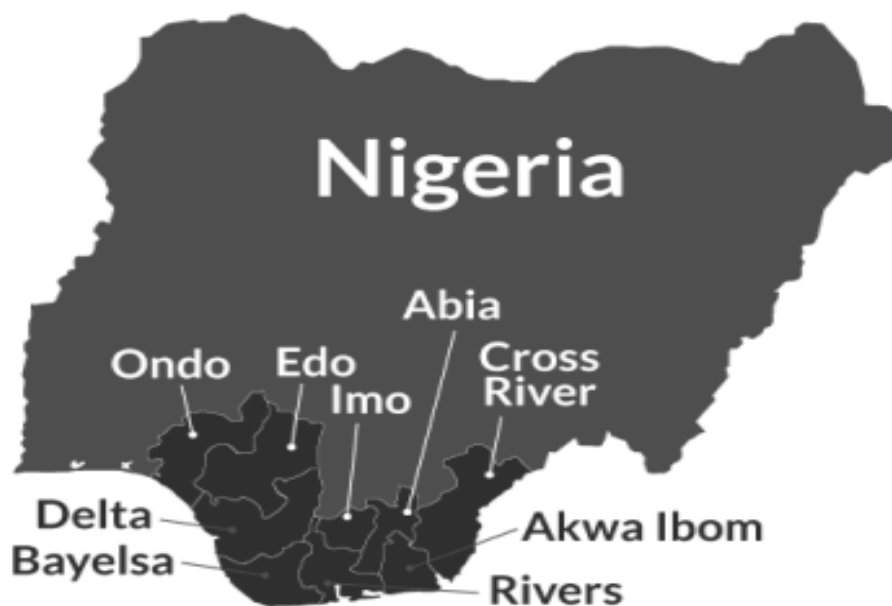 Nigeria
Abia
Ondo
Edo
Imo
Cross
River
Delta
Bayelsa
Akwa Ibom
Rivers